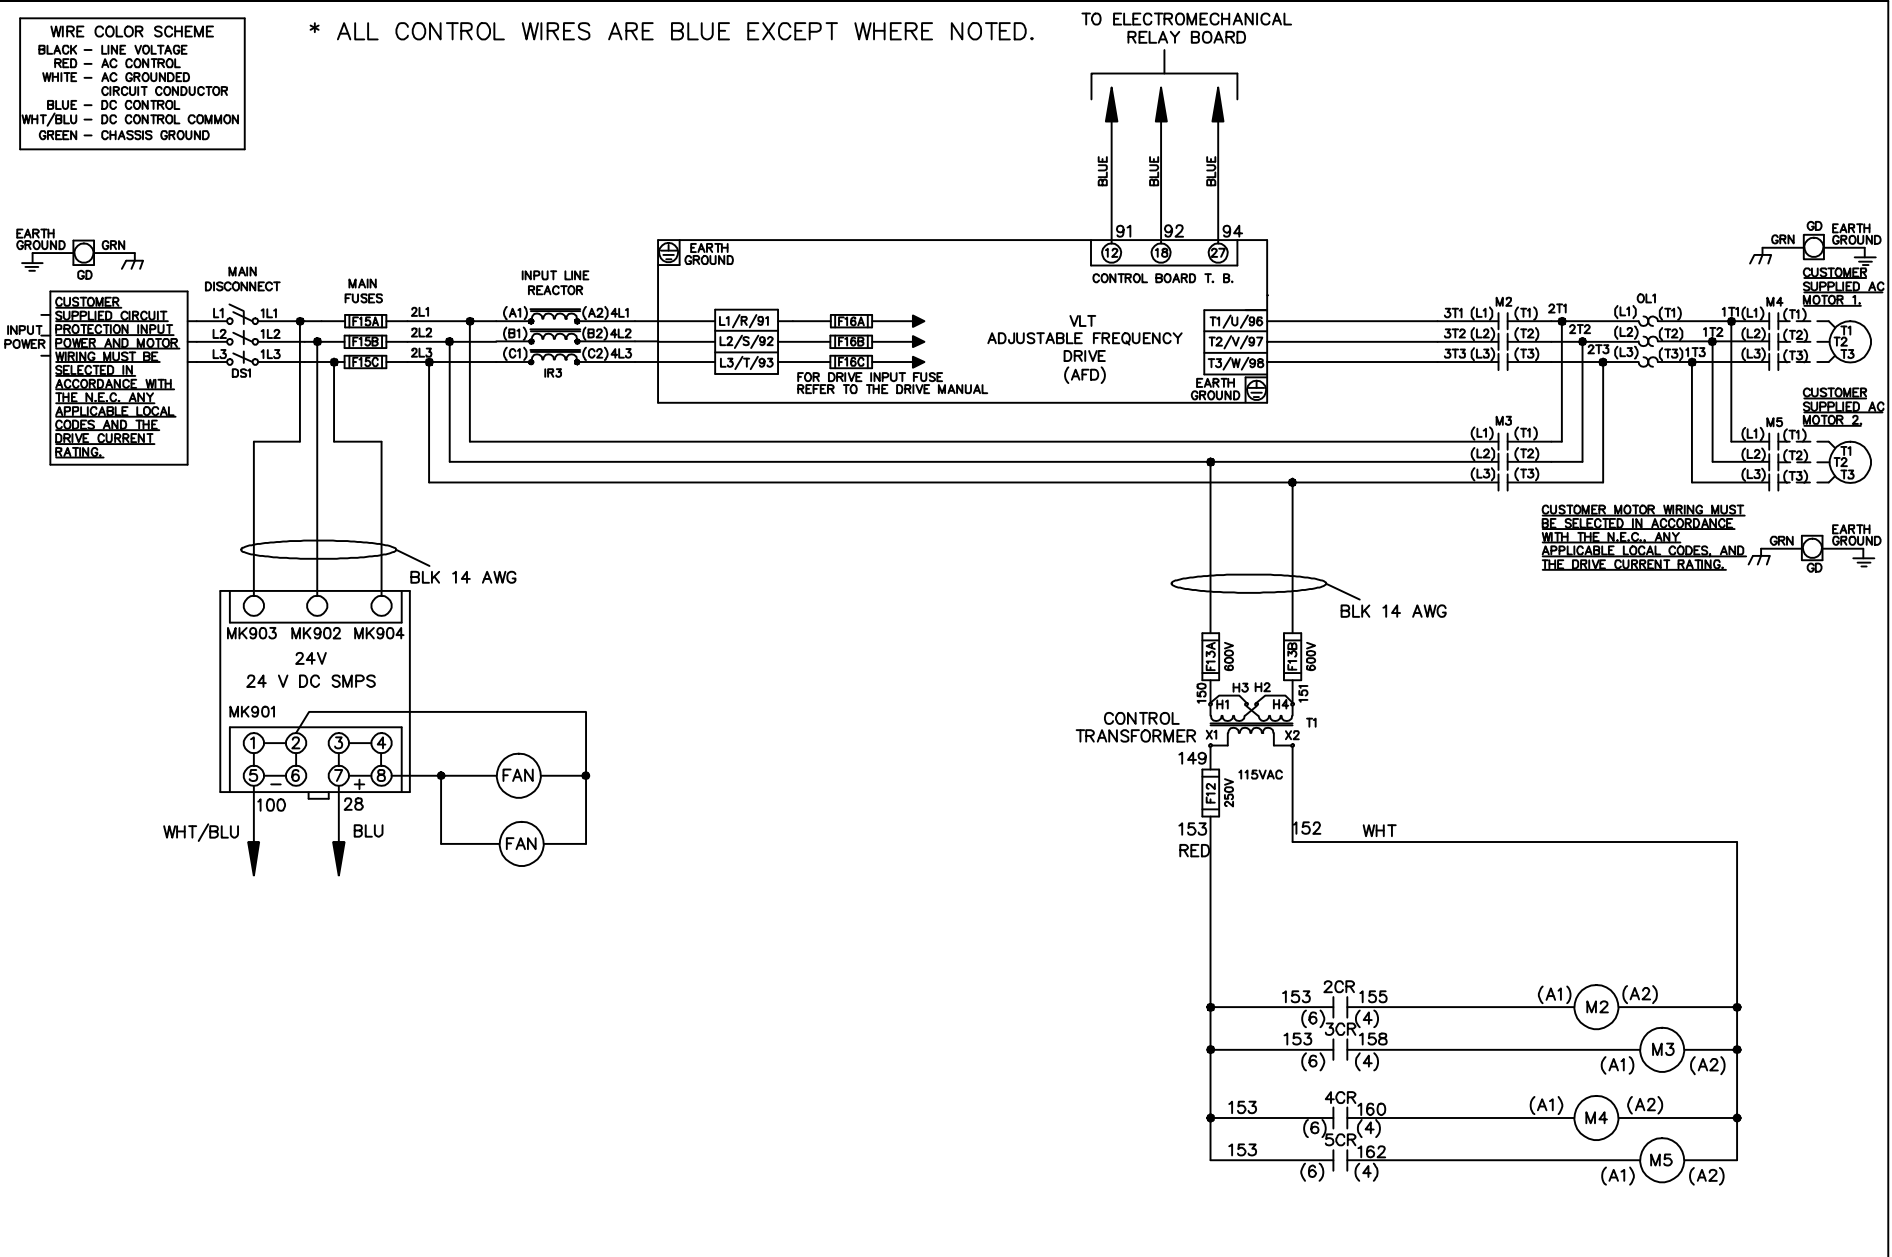 WIRE COLOR SCHEME
BLACK – LINE VOLTAGE
RED – AC CONTROL
WHITE – AC GROUNDED
CIRCUIT CONDUCTOR
BLUE – DC CONTROL
WHT/BLU – DC CONTROL COMMON
GREEN – CHASSIS GROUND
* ALL CONTROL WIRES ARE BLUE EXCEPT WHERE NOTED.
TO ELECTROMECHANICAL
RELAY BOARD
BLUE
BLUE
BLUE
91 92 94
12 18 27
CONTROL BOARD T. B.
EARTH
GROUND
GRN
GD
INPUT
POWER
CUSTOMER
SUPPLIED CIRCUIT
PROTECTION INPUT
POWER AND MOTOR
WIRING MUST BE
SELECTED IN
ACCORDANCE WITH
THE N.E.C. ANY
APPLICABLE LOCAL
CODES AND THE
DRIVE CURRENT
RATING.
MAIN
DISCONNECT
L1 1L1
L2 1L2
L3 1L3
DS1
MAIN
FUSES
F15A
F15B
F15C
2L1
2L2
2L3
INPUT LINE
REACTOR
(A1) (A2) 4L1
(B1) (B2) 4L2
(C1) (C2) 4L3
IR3
EARTH
GROUND
L1/R/91
L2/S/92
L3/T/93
F16A
F16B
F16C
FOR DRIVE INPUT FUSE
REFER TO THE DRIVE MANUAL
VLT
ADJUSTABLE FREQUENCY
DRIVE
(AFD)
T1/U/96
T2/V/97
T3/W/98
EARTH
GROUND
M2
3T1 (L1) (T1) 2T1
3T2 (L2) (T2) 2T2
3T3 (L3) (T3) 2T3
OL1
(L1) (T1) 1T1
(L2) (T2) 1T2
(L3) (T3) 1T3
M4
(L1) (T1)
(L2) (T2)
(L3) (T3)
T1
T2
T3
GRN
GD
EARTH
GROUND
CUSTOMER
SUPPLIED AC
MOTOR 1.
M3
(L1) (T1)
(L2) (T2)
(L3) (T3)
CUSTOMER
SUPPLIED AC
MOTOR 2.
M5
(L1) (T1)
(L2) (T2)
(L3) (T3)
T1
T2
T3
CUSTOMER MOTOR WIRING MUST
BE SELECTED IN ACCORDANCE
WITH THE N.E.C., ANY
APPLICABLE LOCAL CODES, AND
THE DRIVE CURRENT RATING.
GRN
GD
EARTH
GROUND
BLK 14 AWG
MK903 MK902 MK904
24V
24 V DC SMPS
MK901
1 2 3 4
5 – 6 7 + 8
100 28
WHT/BLU BLU
FAN
FAN
BLK 14 AWG
F13A
600V
F13B
600V
150
151
H3 H2
H1 H4
CONTROL
TRANSFORMER
T1
X1 X2
149
115VAC
F12
250V
153
RED
152 WHT
153 2CR 155 (A1) M2 (A2)
(6) (4)
153 3CR 158 M3
(6) (4) (A1) (A2)
153 4CR 160 (A1) M4 (A2)
(6) (4)
153 5CR 162 M5
(6) (4) (A1) (A2)